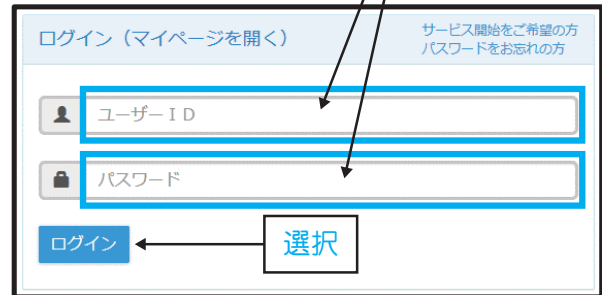 ログイン（マイページを開く）
サービス開始をご希望の方
パスワードをお忘れの方
ユーザーＩＤ
パスワード
ログイン
選択